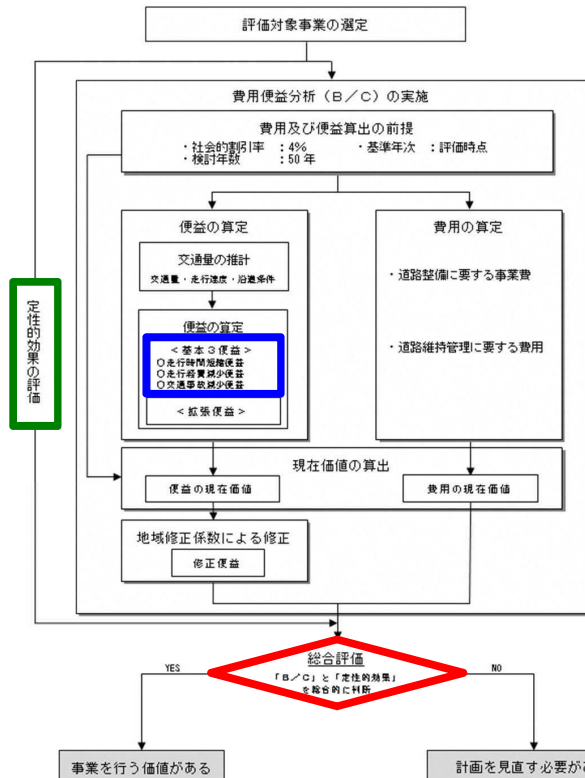 評価対象事業の選定
費用便益分析（Ｂ／Ｃ）の実施
費用及び便益算出の前提
・社会的割引率　：4%　・基準年次　：評価時点
・検討年数　：50 年
便益の算定
費用の算定
交通量の推計
交通量・走行速度・沿道条件
・道路整備に要する事業費
定性的効果の評価
便益の算定
＜基本３便益＞
〇走行時間短縮便益
〇走行経費減少便益
〇交通事故減少便益
・道路維持管理に要する費用
＜拡張便益＞
現在価値の算出
便益の現在価値
費用の現在価値
地域修正係数による修正
修正便益
総合評価
YES
「Ｂ／Ｃ」と「定性的効果」
を総合的に判断
NO
事業を行う価値がある
計画を見直す必要が